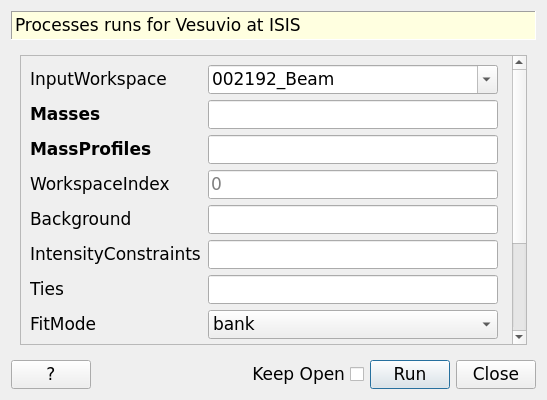 Processes runs for Vesuvio at ISIS
InputWorkspace 002192_Beam
Masses
MassProfiles
WorkspaceIndex 0
Background
IntensityConstraints
Ties
FitMode bank
? Keep Open Run Close